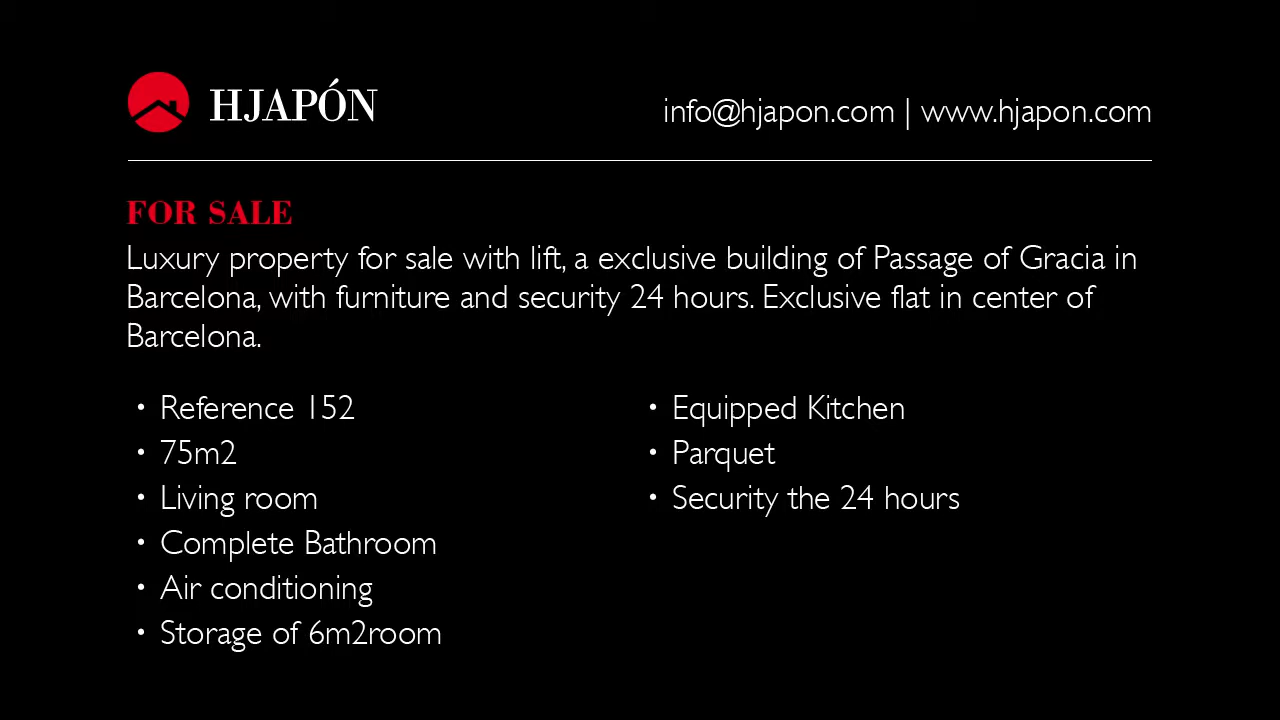 HJAPÓN
info@hjapon.com | www.hjapon.com
FOR SALE
Luxury property for sale with lift, a exclusive building of Passage of Gracia in
Barcelona, with furniture and security 24 hours. Exclusive flat in center of
Barcelona.
• Reference 152
• 75m2
• Living room
• Complete Bathroom
• Air conditioning
• Storage of 6m2room
• Equipped Kitchen
• Parquet
• Security the 24 hours